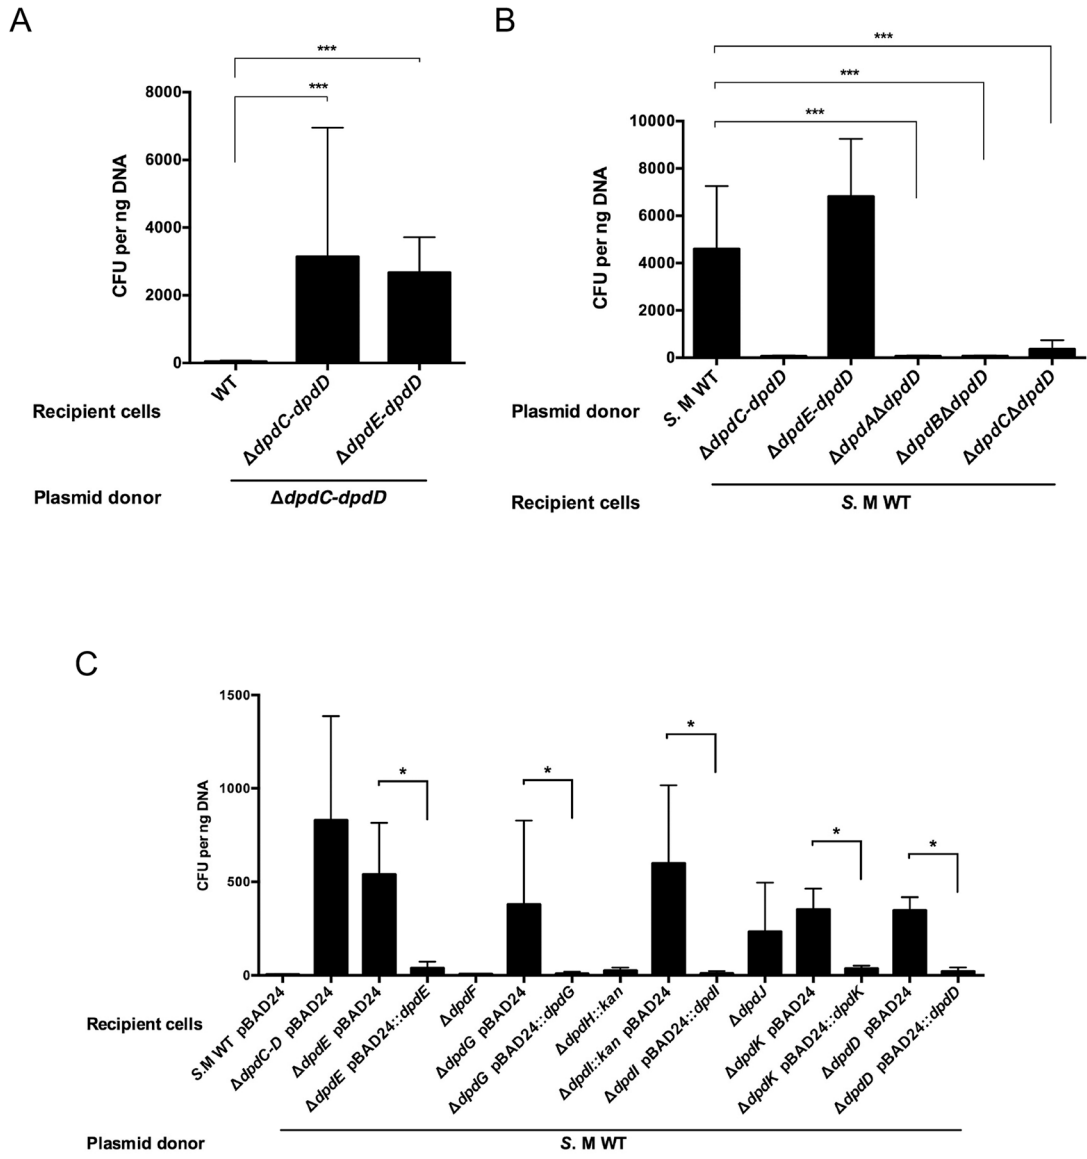 A
***
***
8000
6000
4000
2000
0
CFU per ng DNA
WT
ΔdpdC-dpdD
ΔdpdE-dpdD
Recipient cells
Plasmid donor
ΔdpdC-dpdD
B
***
***
***
10000
8000
6000
4000
2000
0
CFU per ng DNA
S. M WT
ΔdpdC-dpdD
ΔdpdE-dpdD
ΔdpdAΔdpdD
ΔdpdBΔdpdD
ΔdpdCΔdpdD
Plasmid donor
Recipient cells
S. M WT
C
1500
1000
500
0
CFU per ng DNA
*
*
*
*
*
S.M WT pBAD24
ΔdpdC-D pBAD24
ΔdpdE pBAD24
ΔdpdE pBAD24::dpdE
ΔdpdF
ΔdpdG pBAD24
ΔdpdG pBAD24::dpdG
ΔdpdH::kan
ΔdpdI::kan pBAD24
ΔdpdI pBAD24::dpdI
ΔdpdJ
ΔdpdK pBAD24
ΔdpdK pBAD24::dpdK
ΔdpdD pBAD24
ΔdpdD pBAD24::dpdD
Recipient cells
Plasmid donor
S. M WT